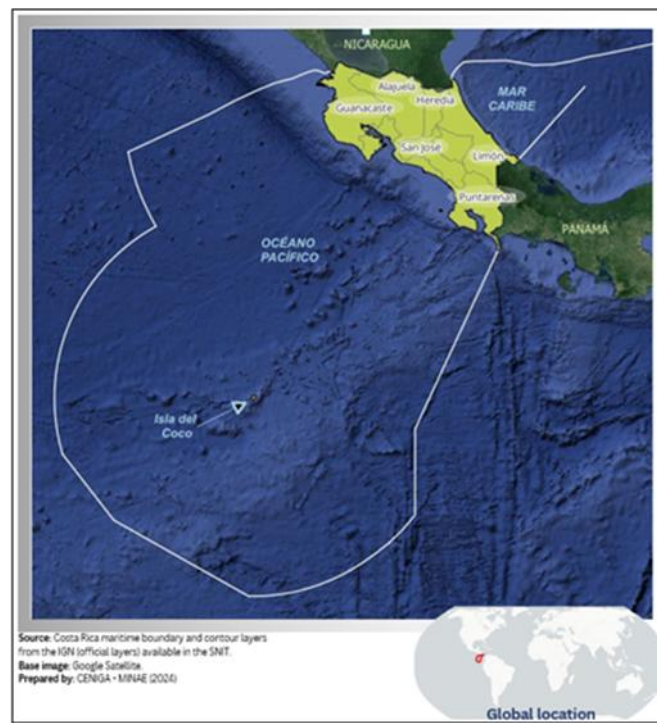 NICARAGUA
Alajuela
MAR
CARIBE
Guanacaste
Heredia
San José
Limón
Puntarenas
PANAMÁ
OCÉANO
PACÍFICO
Isla del
Coco
Source: Costa Rica maritime boundary and contour layers
from the IGN (official layers) available in the SNIT.
Base image: Google Satellite.
Prepared by: CENIGA - MINAE (2024)
Global location